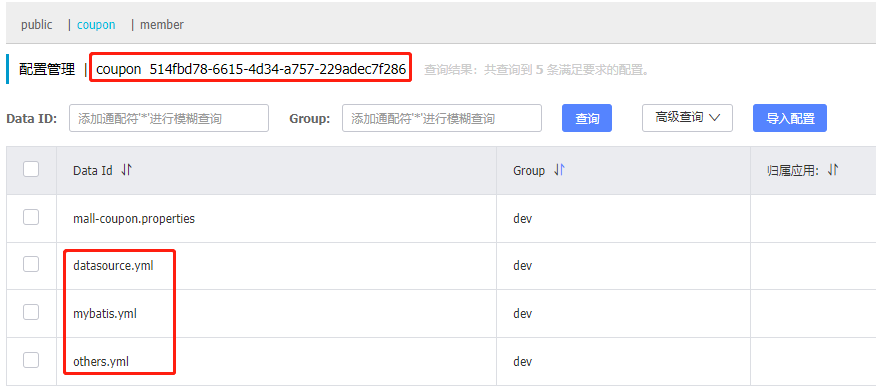 public | coupon | member
配置管理 | coupon 514fbd78-6615-4d34-a757-229adec7f286 查询结果：共查询到 5 条满足要求的配置。
Data ID: 添加通配符'*'进行模糊查询 Group: 添加通配符'*'进行模糊查询 查询 高级查询 导入配置
Data Id Group 归属应用:
mall-coupon.properties dev
datasource.yml dev
mybatis.yml dev
others.yml dev